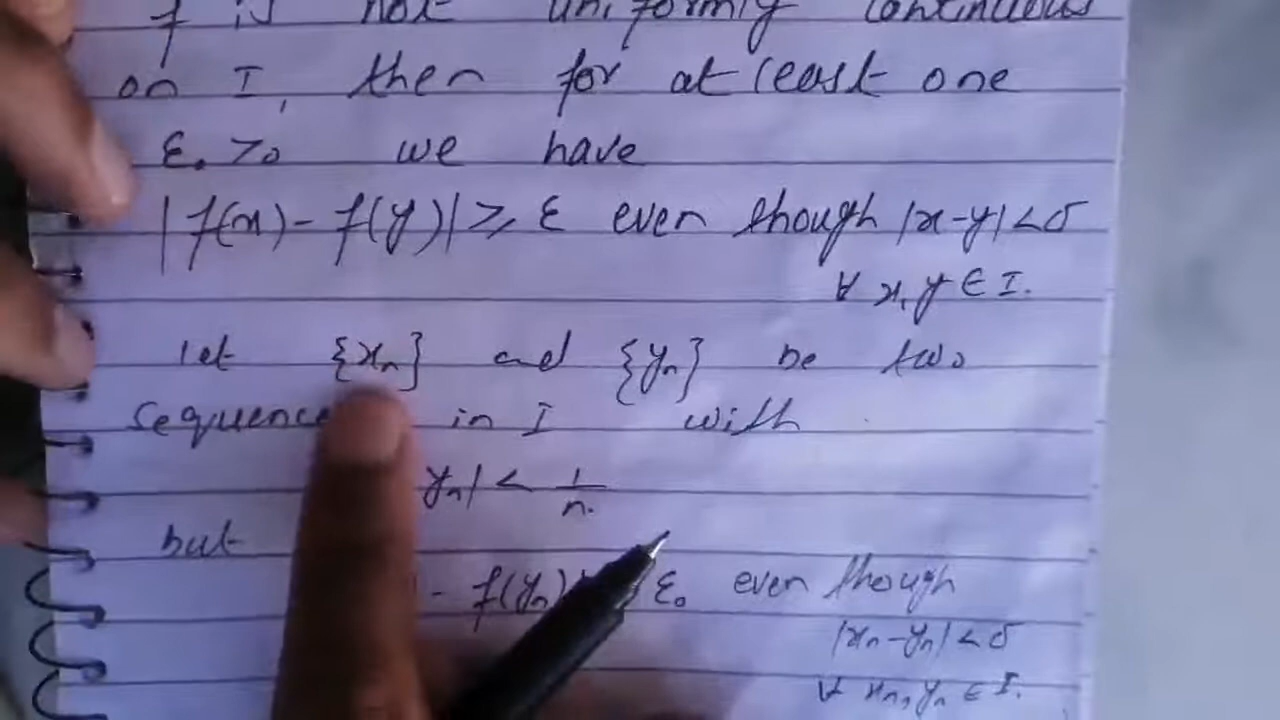 f is not uniformly continuous
on I, then for at least one
ε₀ >0 we have
|f(x) - f(y)| ≥ ε even though |x-y|<δ
∀ x, y ∈ I.
let {xₙ} and {yₙ} be two
sequence in I with
yₙ| < 1/n.
but
- f(yₙ) ε₀ even though
|xₙ-yₙ|<δ
∀ xₙ, yₙ ∈ I.